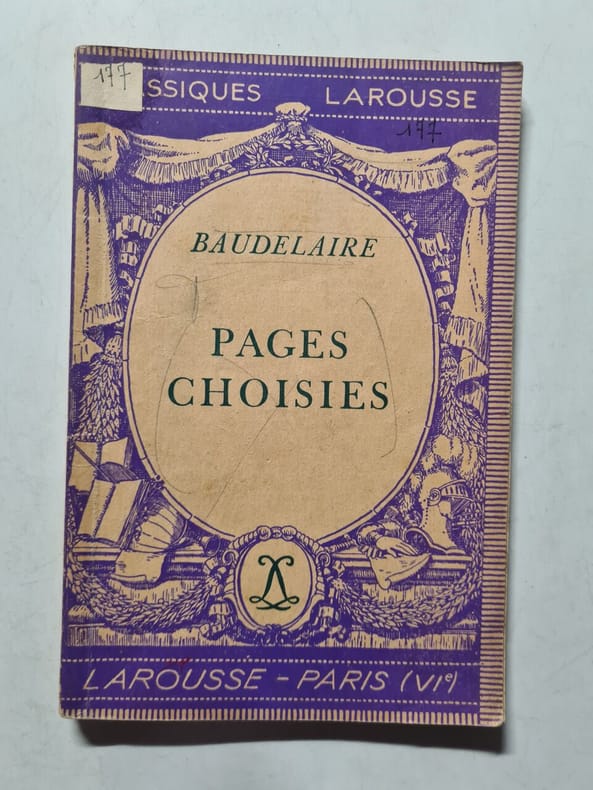 177
SSIQUES LAROUSSE
177
BAUDELAIRE
PAGES
CHOISIES
LAROUSSE - PARIS (VIe)